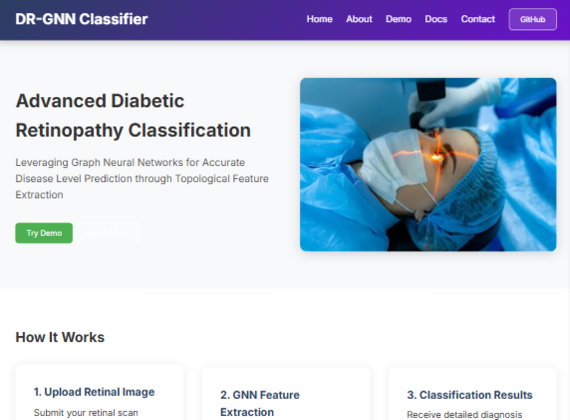 DR-GNN Classifier
Home About Demo Docs Contact GitHub
Advanced Diabetic
Retinopathy Classification
Leveraging Graph Neural Networks for Accurate
Disease Level Prediction through Topological Feature
Extraction
Try Demo
How It Works
1. Upload Retinal Image
Submit your retinal scan
2. GNN Feature
Extraction
3. Classification Results
Receive detailed diagnosis